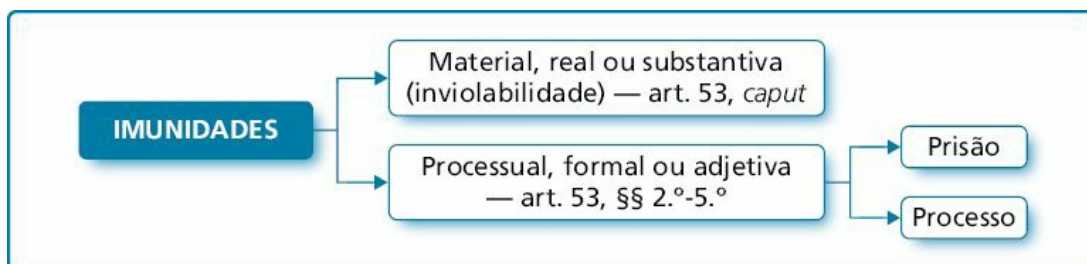 IMUNIDADES
Material, real ou substantiva
(inviolabilidade) — art. 53, caput
Processual, formal ou adjetiva
— art. 53, §§ 2.º-5.º
Prisão
Processo